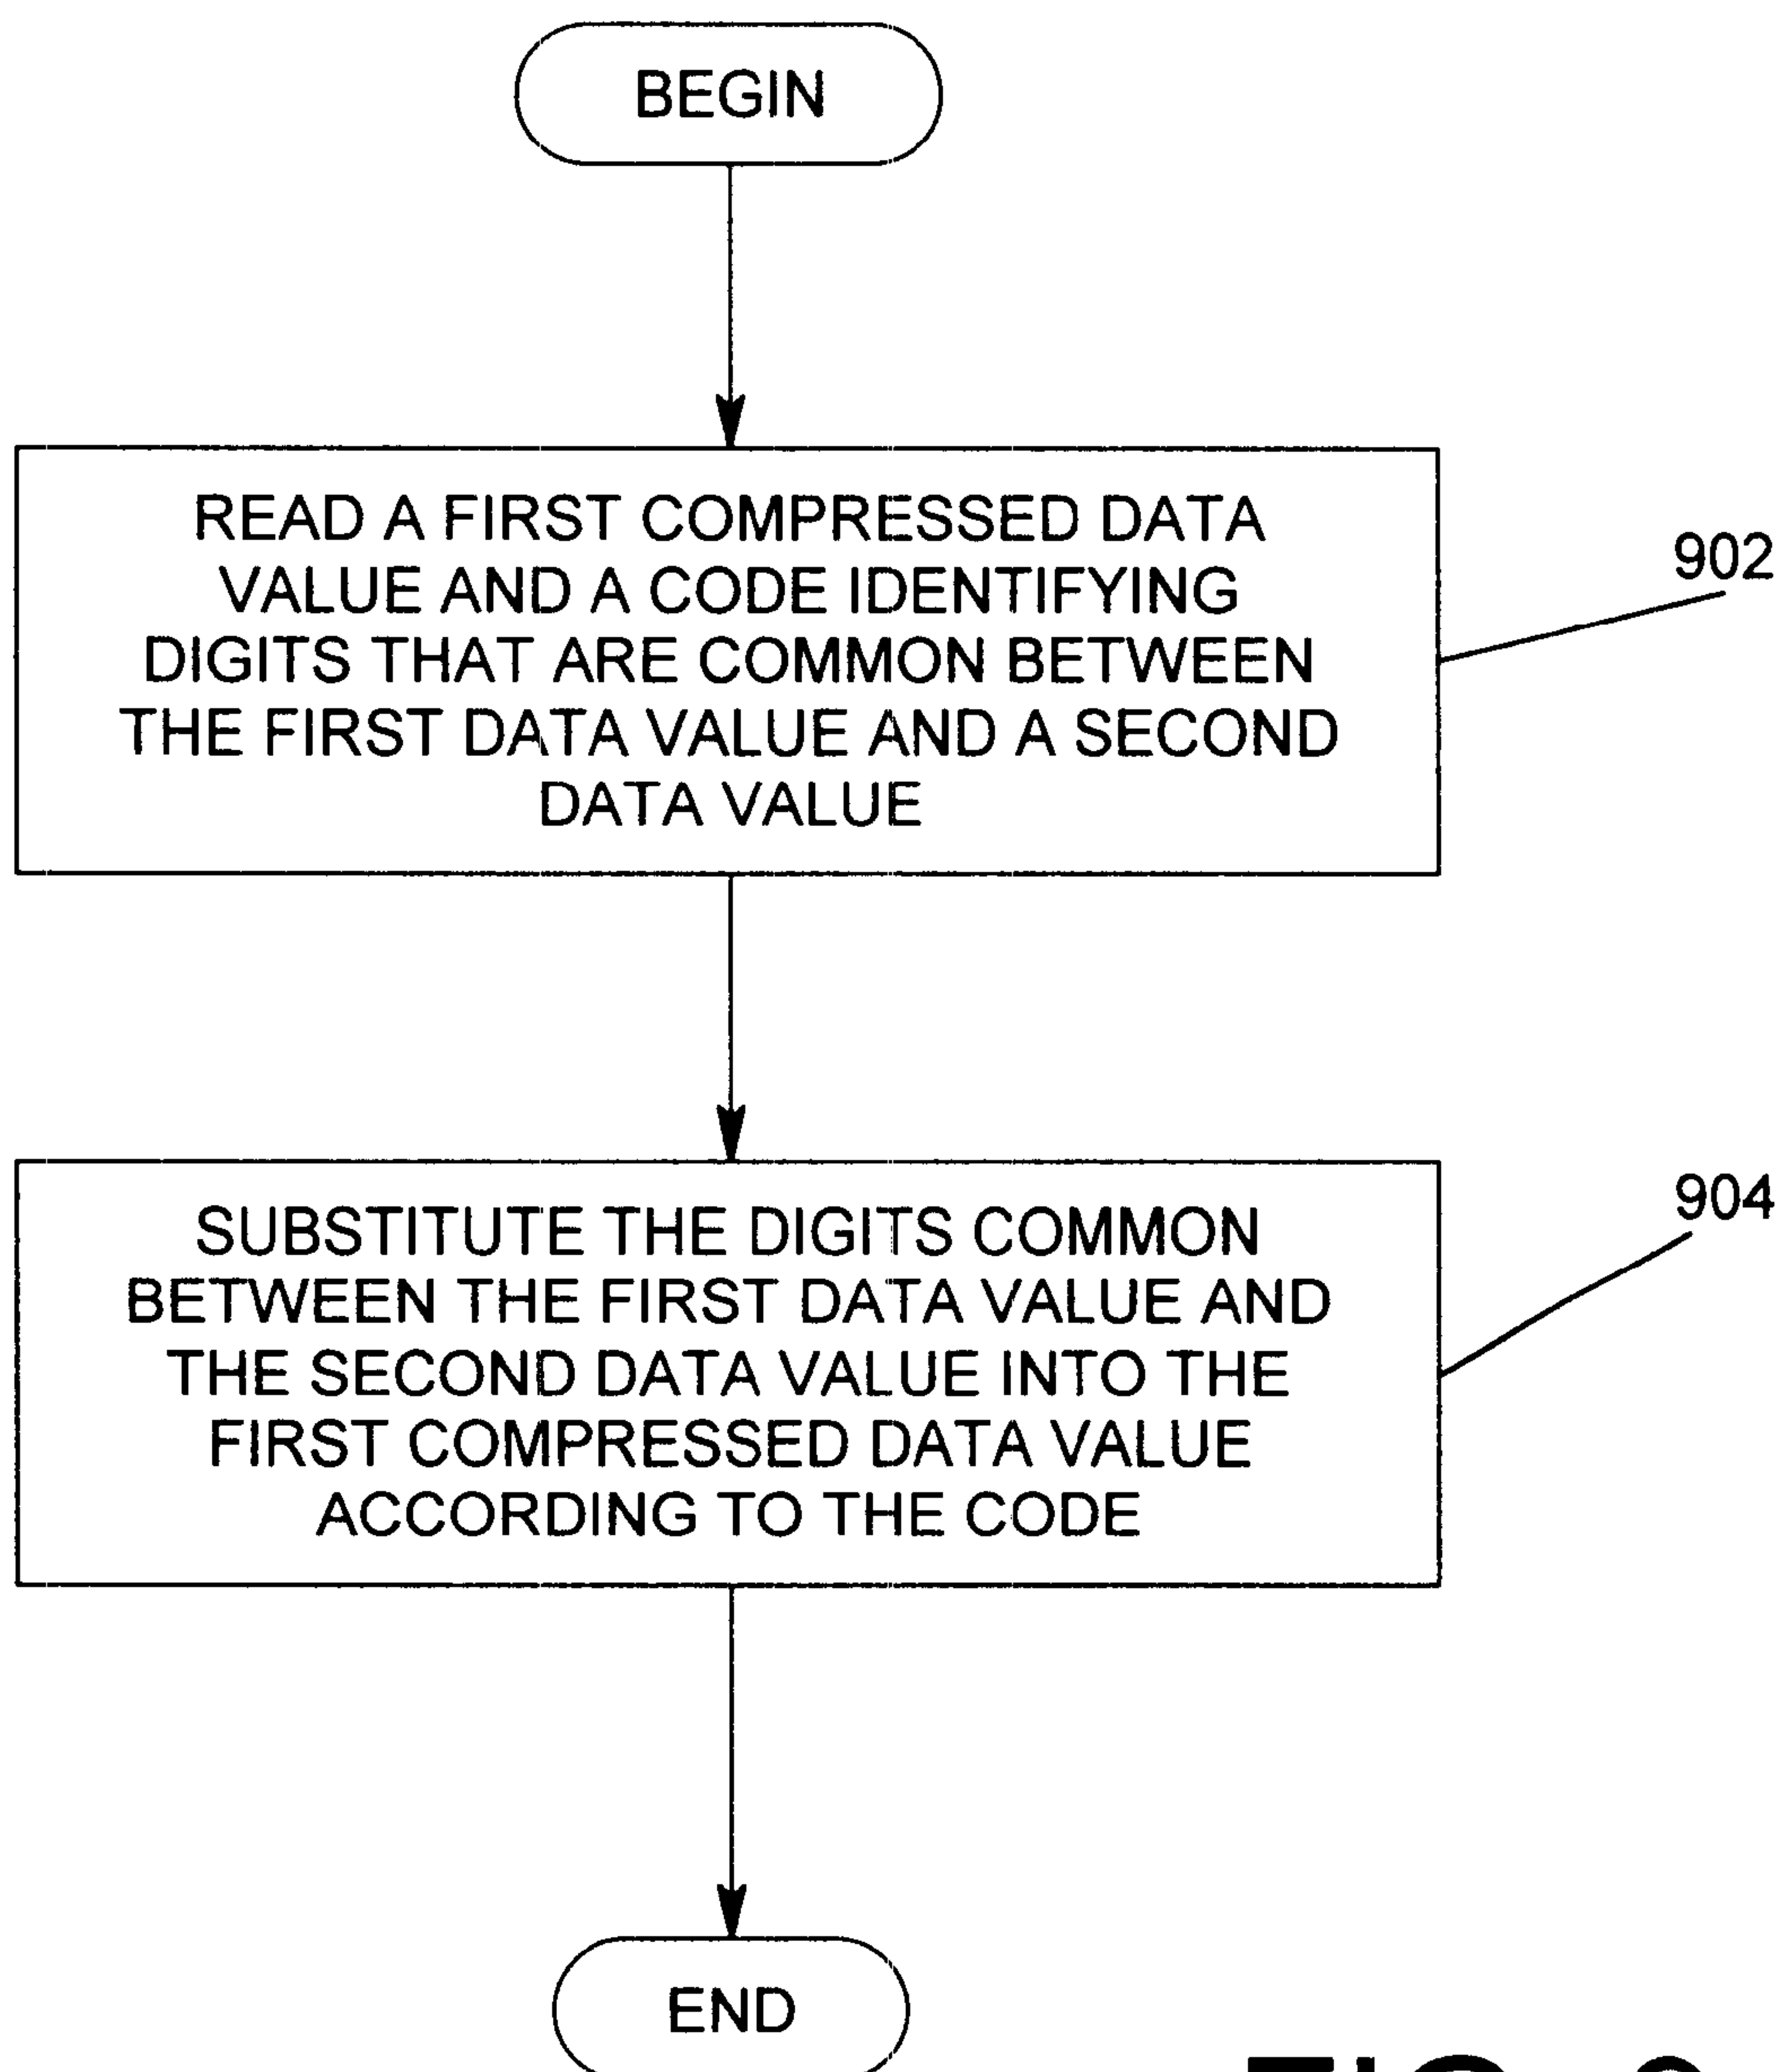 BEGIN
READ A FIRST COMPRESSED DATA
VALUE AND A CODE IDENTIFYING
DIGITS THAT ARE COMMON BETWEEN
THE FIRST DATA VALUE AND A SECOND
DATA VALUE
902
SUBSTITUTE THE DIGITS COMMON
BETWEEN THE FIRST DATA VALUE AND
THE SECOND DATA VALUE INTO THE
FIRST COMPRESSED DATA VALUE
ACCORDING TO THE CODE
904
END